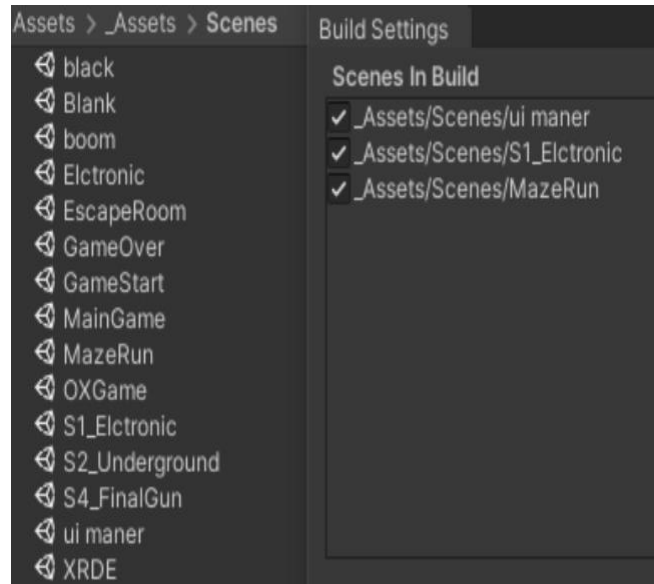 Assets > _Assets > Scenes
black
Blank
boom
Elctronic
EscapeRoom
GameOver
GameStart
MainGame
MazeRun
OXGame
S1_Elctronic
S2_Underground
S4_FinalGun
ui maner
XRDE
Build Settings
Scenes In Build
_Assets/Scenes/ui maner
_Assets/Scenes/S1_Elctronic
_Assets/Scenes/MazeRun